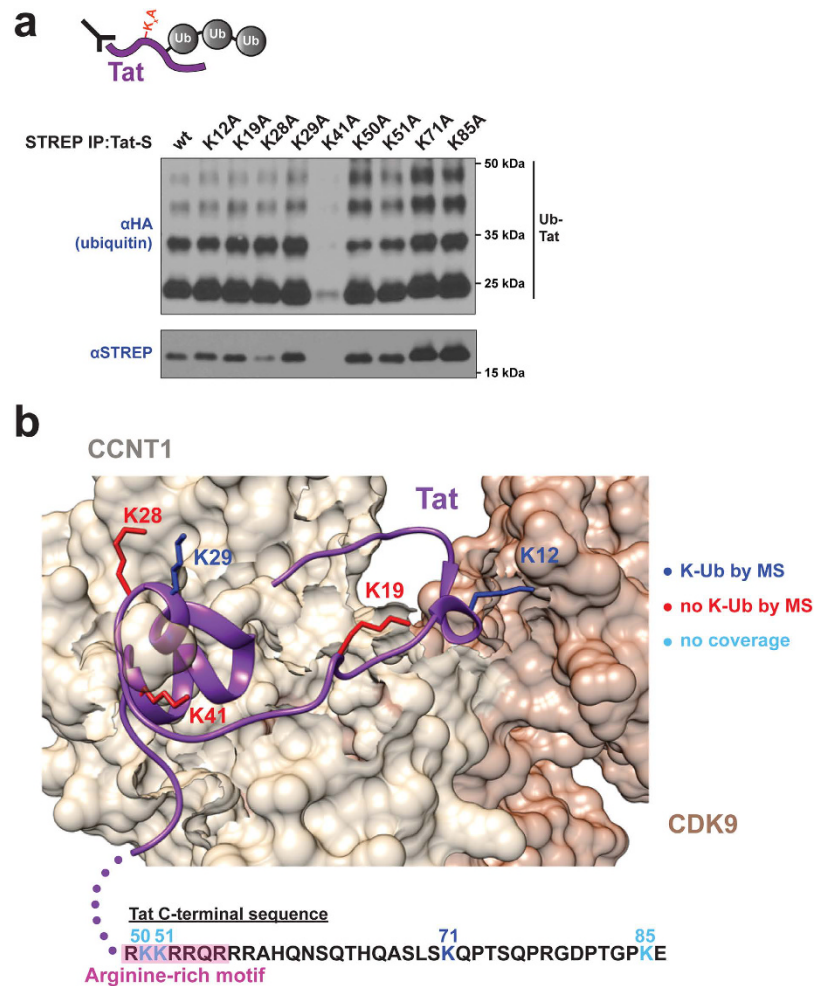 a
KxA
Ub Ub Ub
Tat
STREP IP:Tat-S wt K12A K19A K28A K29A K41A K50A K51A K71A K85A
αHA
(ubiquitin)
50 kDa
35 kDa
25 kDa
Ub-
Tat
αSTREP
15 kDa
b
CCNT1
Tat
K28
K29
K19
K12
K41
• K-Ub by MS
• no K-Ub by MS
• no coverage
CDK9
Tat C-terminal sequence
50 51 71 85
RKKRRQRRRAHQNSQTHQASLSKQPTSQPRGDPTGPKE
Arginine-rich motif